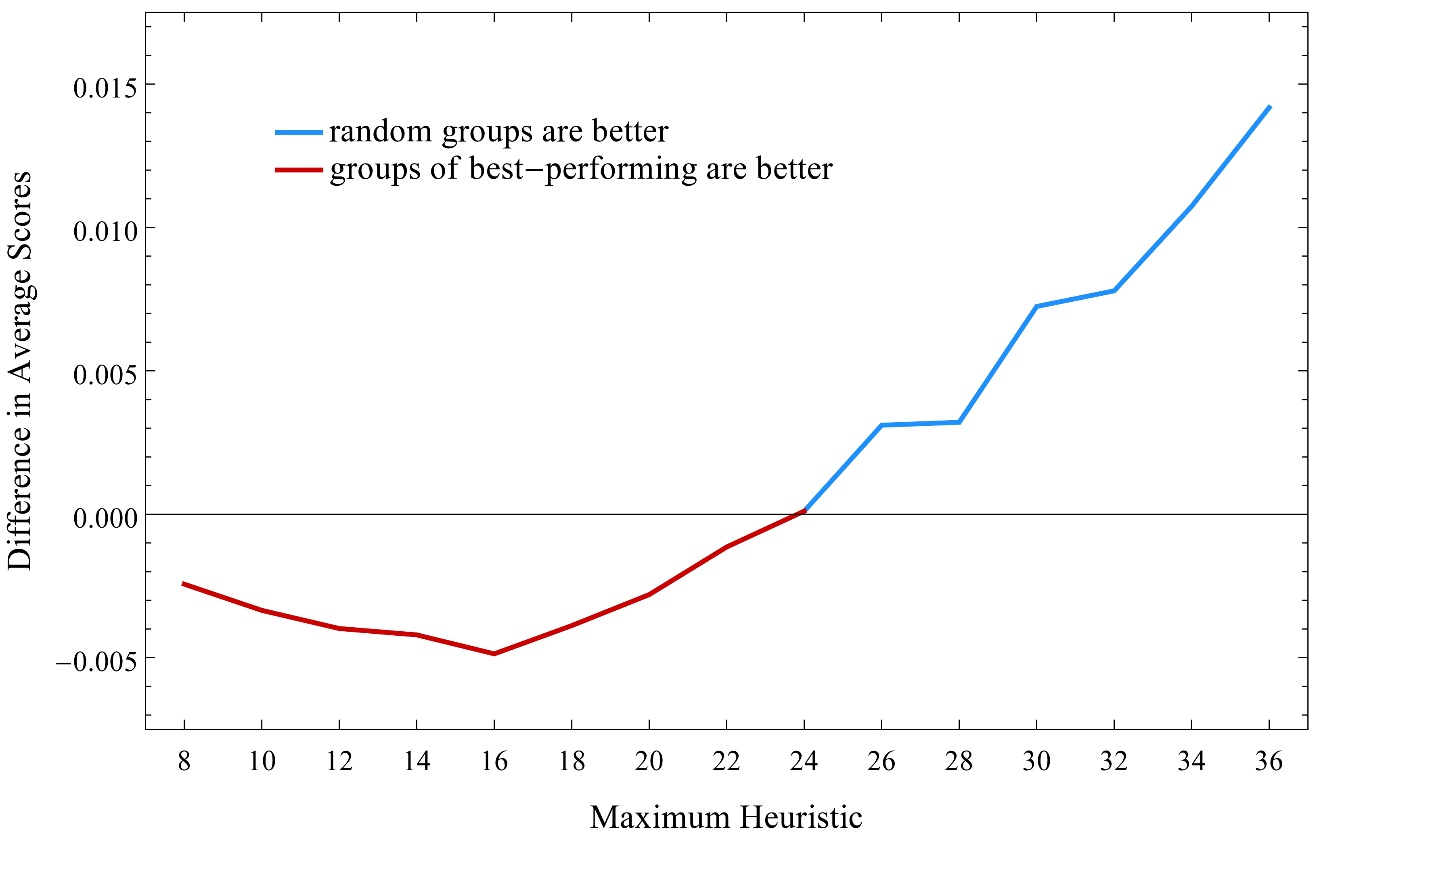 0.015
random groups are better
groups of best−performing are better
0.010
0.005
0.000
−0.005
Difference in Average Scores
8 10 12 14 16 18 20 22 24 26 28 30 32 34 36
Maximum Heuristic